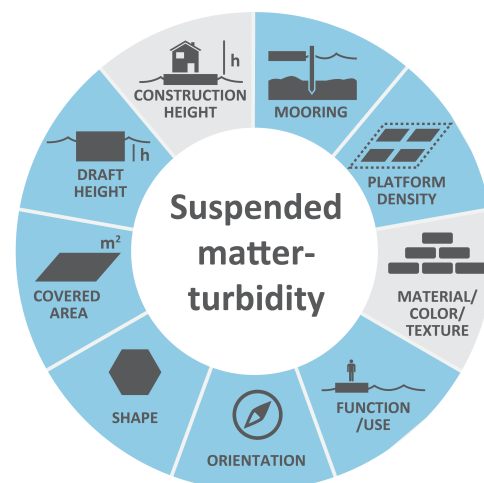 h
CONSTRUCTION
HEIGHT
MOORING
PLATFORM
DENSITY
MATERIAL/
COLOR/
TEXTURE
FUNCTION
/USE
ORIENTATION
SHAPE
m²
COVERED
AREA
h
DRAFT
HEIGHT
Suspended
matter-
turbidity